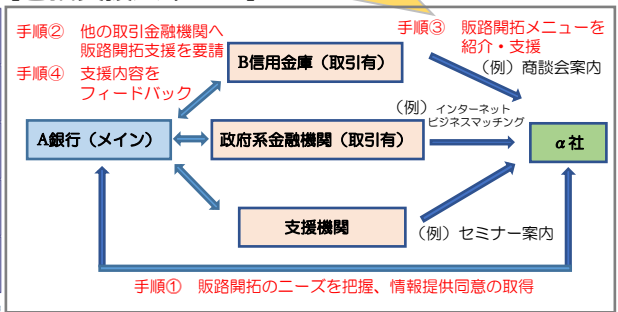 手順② 他の取引金融機関へ
販路開拓支援を要請
手順④ 支援内容を
フィードバック
手順③ 販路開拓メニューを
紹介・支援
B信用金庫（取引有）
（例）商談会案内
（例）インターネット
ビジネスマッチング
A銀行（メイン）
政府系金融機関（取引有）
α社
支援機関
（例）セミナー案内
手順① 販路開拓のニーズを把握、情報提供同意の取得